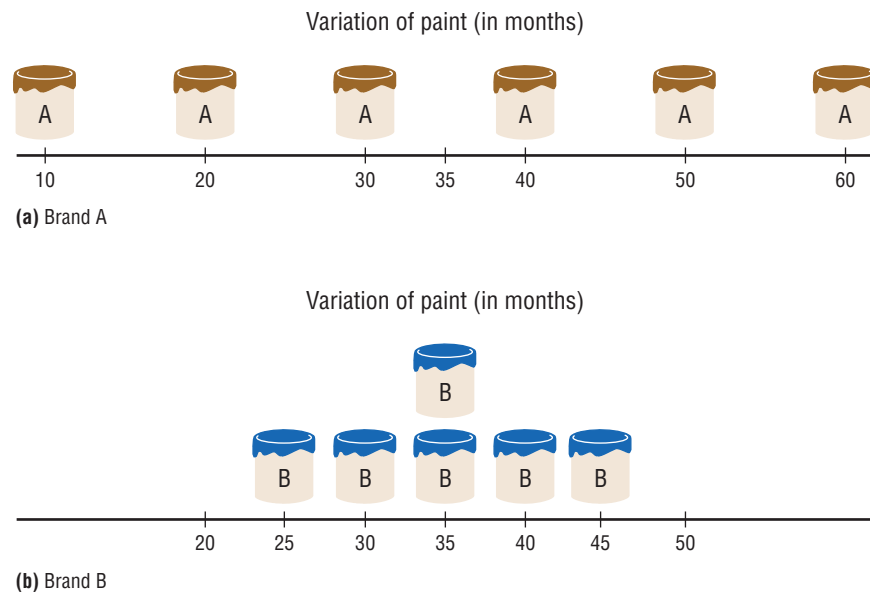 Variation of paint (in months)
A A A A A A
10 20 30 35 40 50 60
(a) Brand A
Variation of paint (in months)
B
B B B B B
20 25 30 35 40 45 50
(b) Brand B